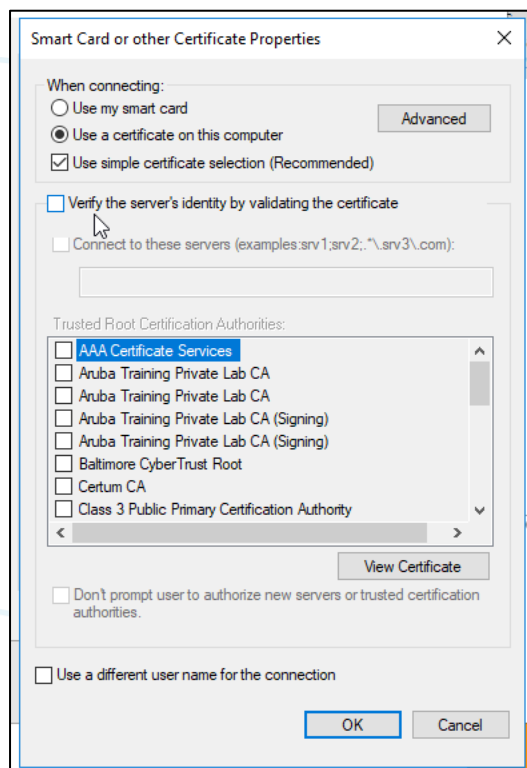 Smart Card or other Certificate Properties
When connecting:
Use my smart card
Advanced
Use a certificate on this computer
Use simple certificate selection (Recommended)
Verify the server's identity by validating the certificate
Connect to these servers (examples:srv1;srv2;.*\.srv3\.com):
Trusted Root Certification Authorities:
AAA Certificate Services
Aruba Training Private Lab CA
Aruba Training Private Lab CA
Aruba Training Private Lab CA (Signing)
Aruba Training Private Lab CA (Signing)
Baltimore CyberTrust Root
Certum CA
Class 3 Public Primary Certification Authority
View Certificate
Don't prompt user to authorize new servers or trusted certification
authorities.
Use a different user name for the connection
OK
Cancel